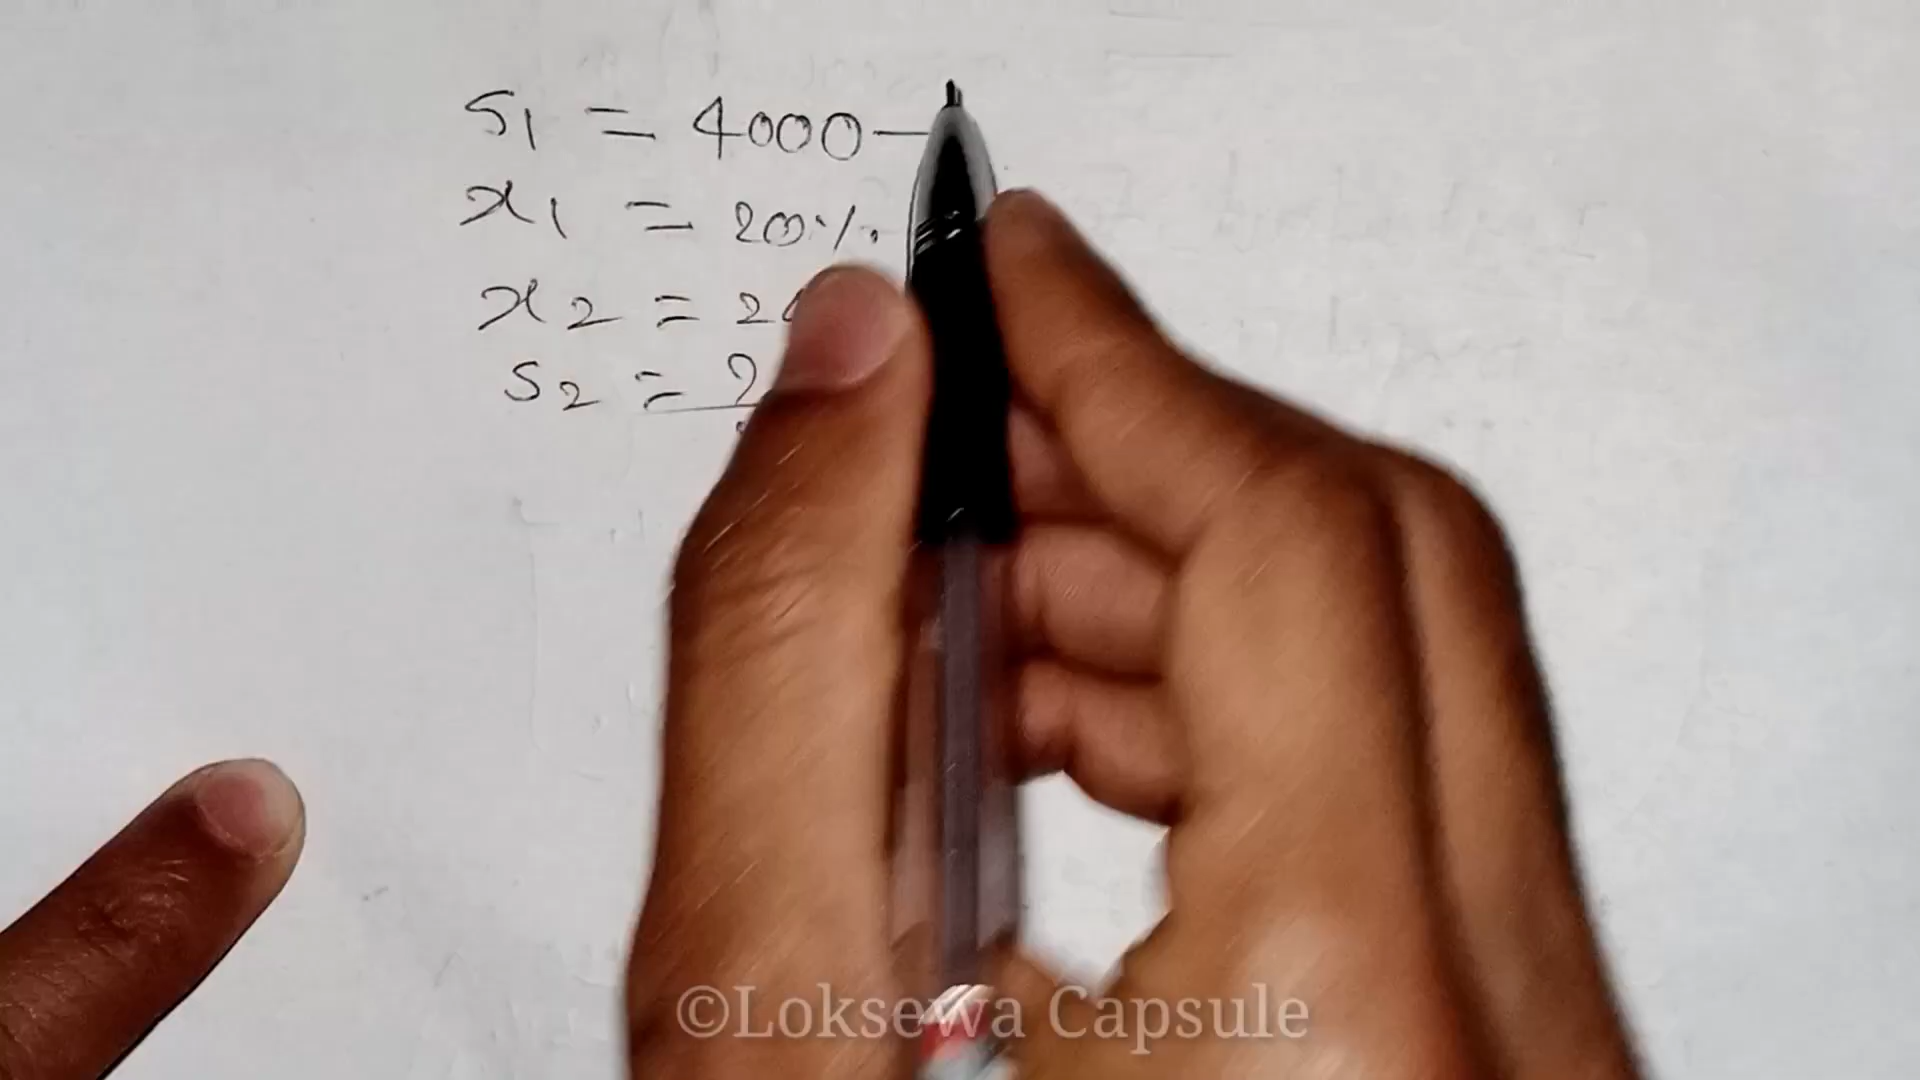 S1 = 4000
x1 = 20%.
x2 = 2
S2 = ?
©Loksewa Capsule